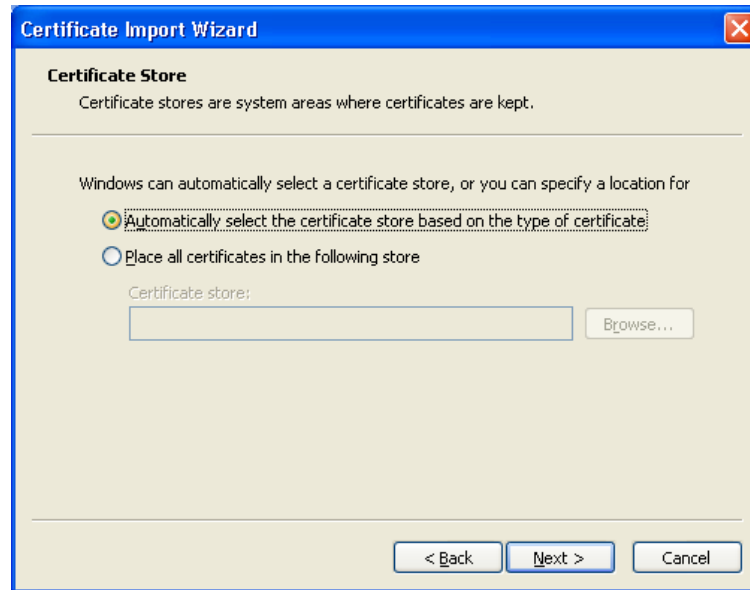 Certificate Import Wizard
Certificate Store
Certificate stores are system areas where certificates are kept.
Windows can automatically select a certificate store, or you can specify a location for
Automatically select the certificate store based on the type of certificate
Place all certificates in the following store
Certificate store:
Browse...
< Back
Next >
Cancel